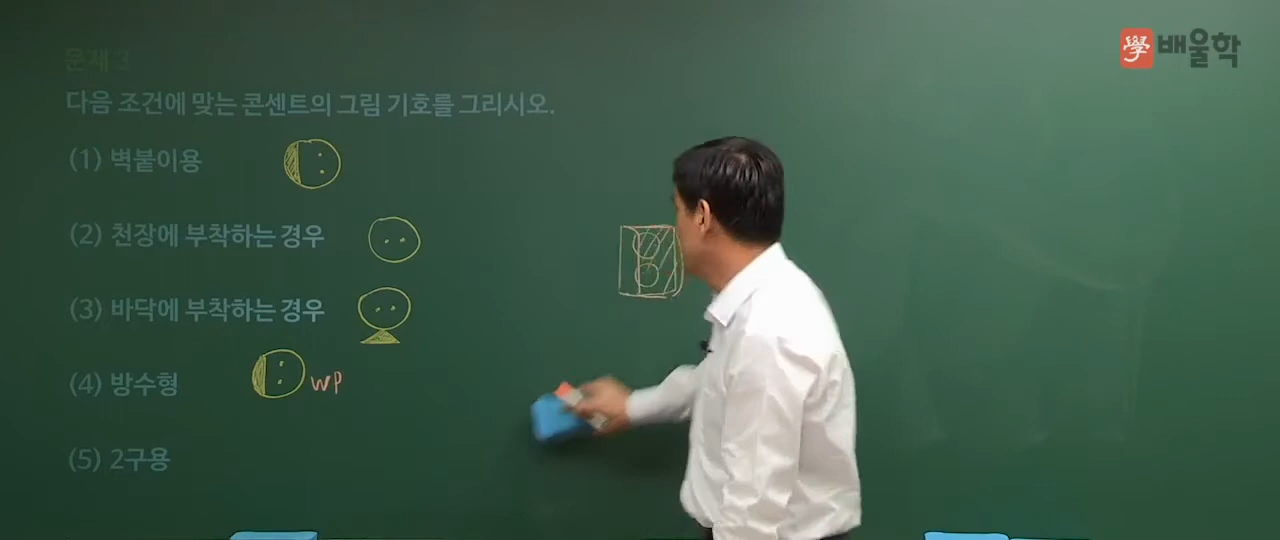 學 배울학
문제 3
다음 조건에 맞는 콘센트의 그림 기호를 그리시오.
(1) 벽붙이용
(2) 천장에 부착하는 경우
(3) 바닥에 부착하는 경우
(4) 방수형 WP
(5) 2구용